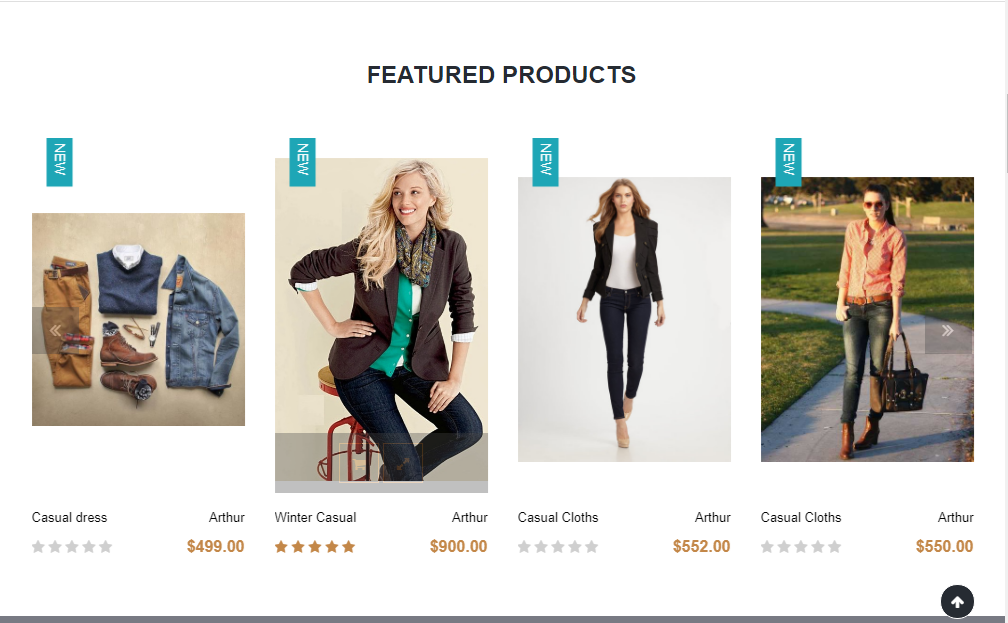 FEATURED PRODUCTS
NEW
NEW
NEW
NEW
Casual dress
Arthur
$499.00
Winter Casual
Arthur
$900.00
Casual Cloths
Arthur
$552.00
Casual Cloths
Arthur
$550.00